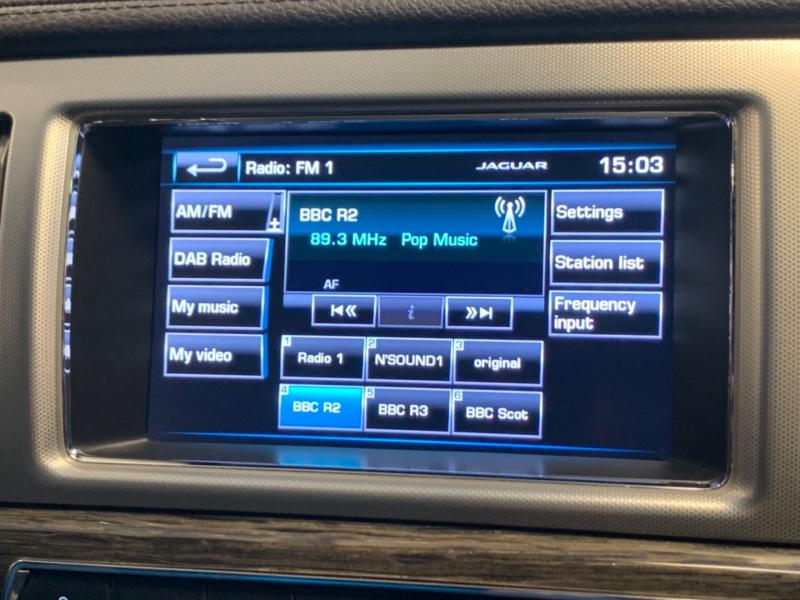 Radio: FM 1
JAGUAR
15:03
AM/FM
+
DAB Radio
My music
My video
BBC R2
89.3 MHz Pop Music
AF
i
Settings
Station list
Frequency
input
1
Radio 1
2
N'SOUND1
3
original
4
BBC R2
5
BBC R3
6
BBC Scot